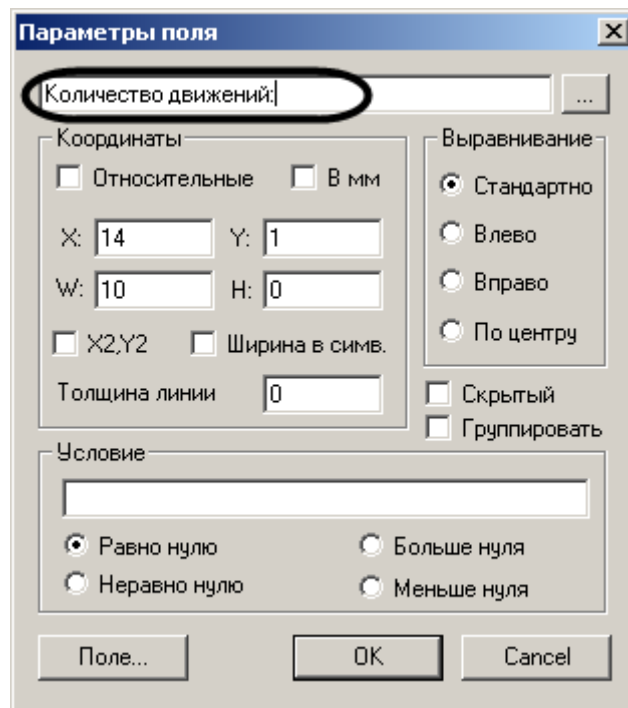 Параметры поля
Количество движений:
...
Координаты
Выравнивание
Относительные
В мм
Стандартно
X: 14
Y: 1
Влево
W: 10
H: 0
Вправо
X2,Y2
Ширина в симв.
По центру
Толщина линии 0
Скрытый
Группировать
Условие
Равно нулю
Больше нуля
Неравно нулю
Меньше нуля
Поле...
OK
Cancel